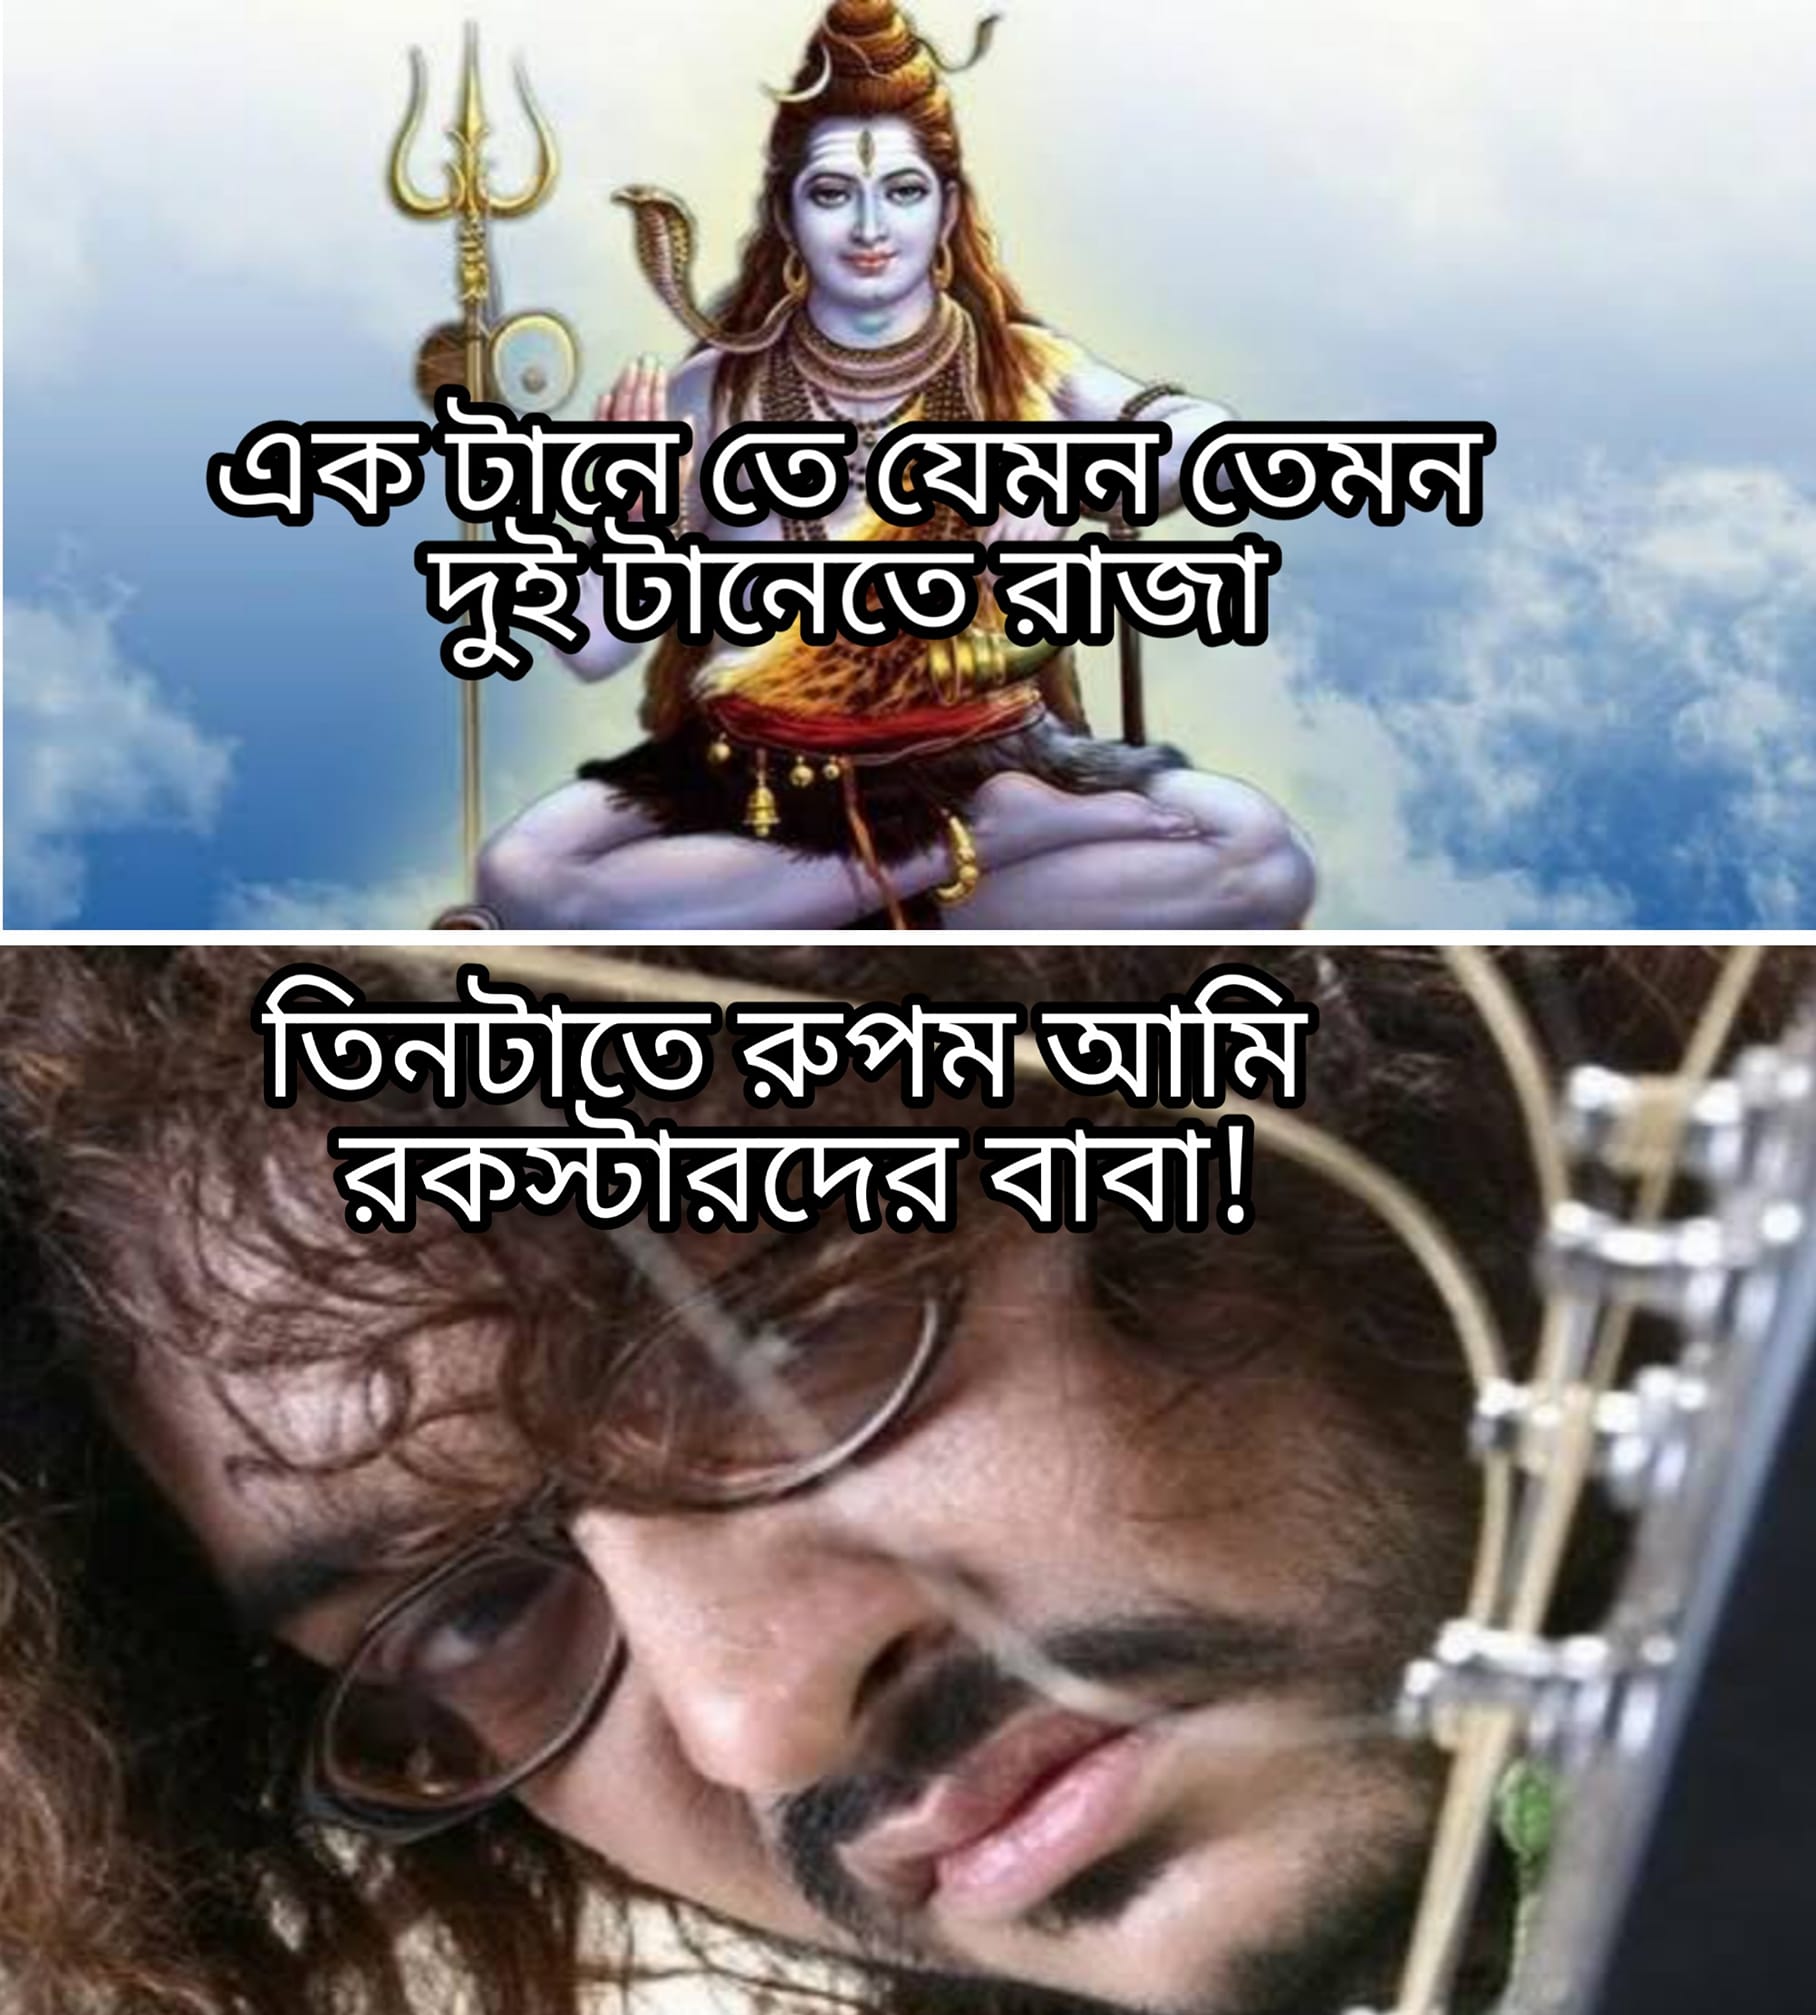 এক টানে তে যেমন তেমন
দুই টানেতে রাজা
তিনটাতে রুপম আমি
রকস্টারদের বাবা!